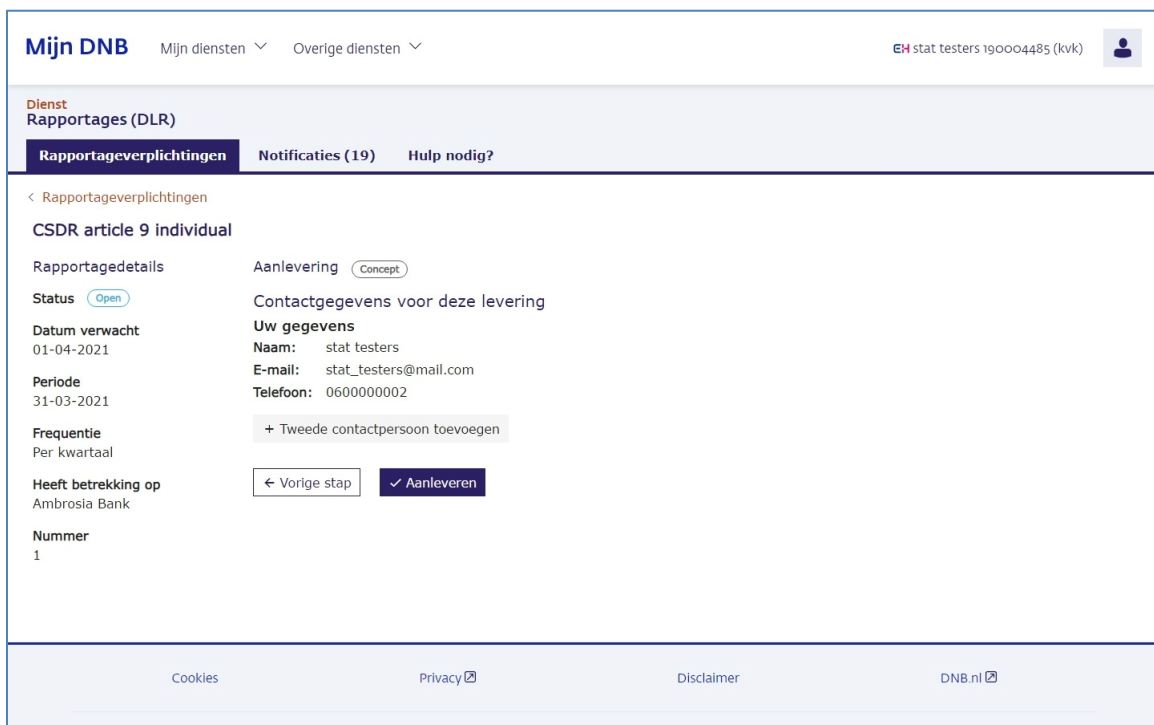 Mijn DNB Mijn diensten Overige diensten EH stat testers 190004485 (kvk)
Dienst
Rapportages (DLR)
Rapportageverplichtingen Notificaties (19) Hulp nodig?
< Rapportageverplichtingen
CSDR article 9 individual
Rapportagedetails
Status Open
Datum verwacht
01-04-2021
Periode
31-03-2021
Frequentie
Per kwartaal
Heeft betrekking op
Ambrosia Bank
Nummer
1
Aanlevering Concept
Contactgegevens voor deze levering
Uw gegevens
Naam: stat testers
E-mail: stat_testers@mail.com
Telefoon: 0600000002
+ Tweede contactpersoon toevoegen
← Vorige stap ✓ Aanleveren
Cookies Privacy Disclaimer DNB.nl